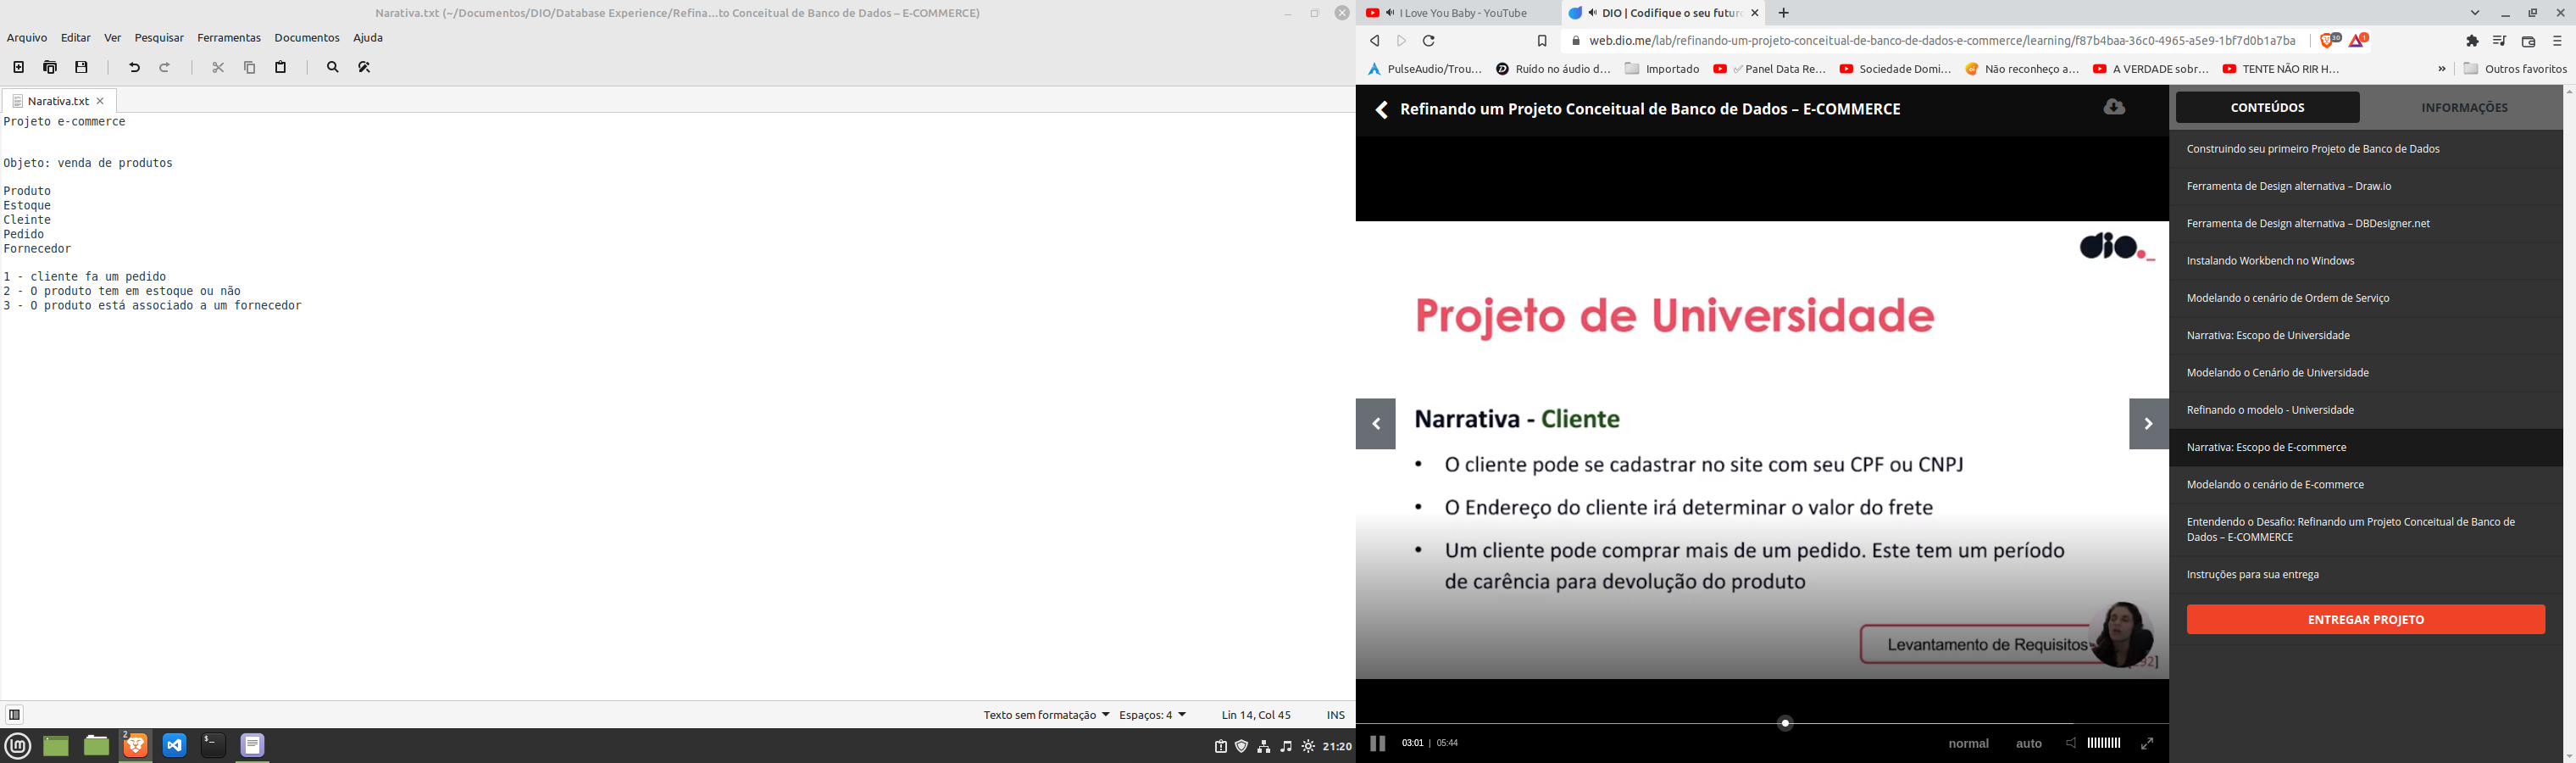 Narativa.txt (~/Documentos/DIO/Database Experience/Refina...to Conceitual de Banco de Dados – E-COMMERCE)
Arquivo Editar Ver Pesquisar Ferramentas Documentos Ajuda
Narativa.txt
Projeto e-commerce
Objeto: venda de produtos
Produto
Estoque
Cleinte
Pedido
Fornecedor
1 - cliente fa um pedido
2 - O produto tem em estoque ou não
3 - O produto está associado a um fornecedor
Texto sem formatação Espaços: 4 Lin 14, Col 45 INS
2
21:20
I Love You Baby - YouTube
DIO | Codifique o seu futuro
web.dio.me/lab/refinando-um-projeto-conceitual-de-banco-de-dados-e-commerce/learning/f87b4baa-36c0-4965-a5e9-1bf7d0b1a7ba
30
1
PulseAudio/Trou... Ruído no áudio d... Importado Panel Data Re... Sociedade Domi... Não reconheço a... A VERDADE sobr... TENTE NÃO RIR H... » Outros favoritos
Refinando um Projeto Conceitual de Banco de Dados – E-COMMERCE
dio
Projeto de Universidade
Narrativa - Cliente
• O cliente pode se cadastrar no site com seu CPF ou CNPJ
• O Endereço do cliente irá determinar o valor do frete
• Um cliente pode comprar mais de um pedido. Este tem um período
de carência para devolução do produto
Levantamento de Requisitos
03:01 | 05:44
normal auto
CONTEÚDOS INFORMAÇÕES
Construindo seu primeiro Projeto de Banco de Dados
Ferramenta de Design alternativa – Draw.io
Ferramenta de Design alternativa – DBDesigner.net
Instalando Workbench no Windows
Modelando o cenário de Ordem de Serviço
Narrativa: Escopo de Universidade
Modelando o Cenário de Universidade
Refinando o modelo - Universidade
Narrativa: Escopo de E-commerce
Modelando o cenário de E-commerce
Entendendo o Desafio: Refinando um Projeto Conceitual de Banco de
Dados – E-COMMERCE
Instruções para sua entrega
ENTREGAR PROJETO